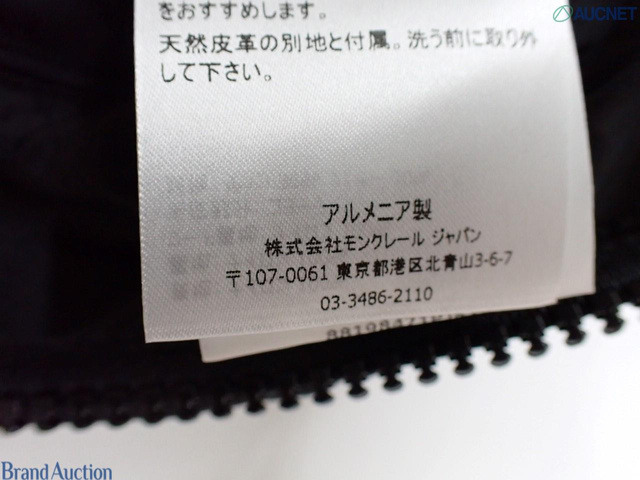 AUCNET
をおすすめします。
天然皮革の別地と付属。洗う前に取り外
して下さい。
アルメニア製
株式会社モンクレール ジャパン
〒107-0061 東京都港区北青山3-6-7
03-3486-2110
Brand Auction